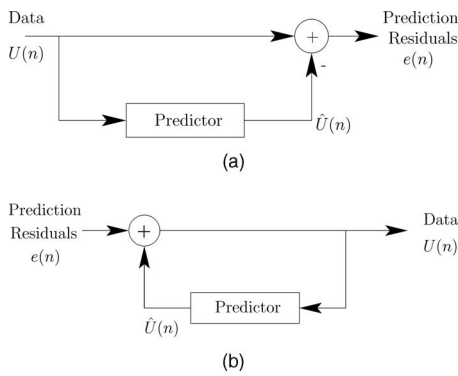 Data
U(n)
+
-
Prediction
Residuals
e(n)
Predictor
Û(n)
(a)
Prediction
Residuals
e(n)
+
Data
U(n)
Predictor
Û(n)
(b)